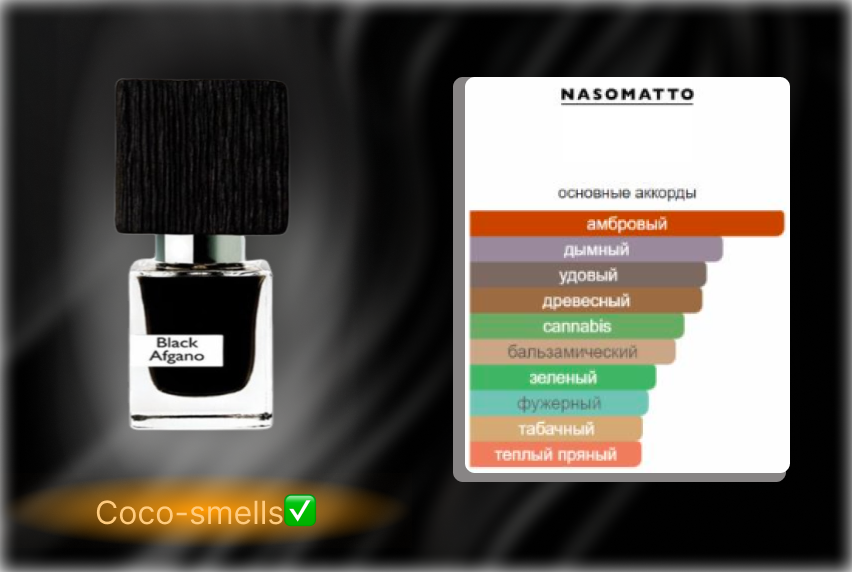 NASOMATTO
основные аккорды
амбровый
дымный
удовый
древесный
cannabis
бальзамический
зеленый
фужерный
табачный
теплый пряный
Black
Afgano
Coco-smells✅